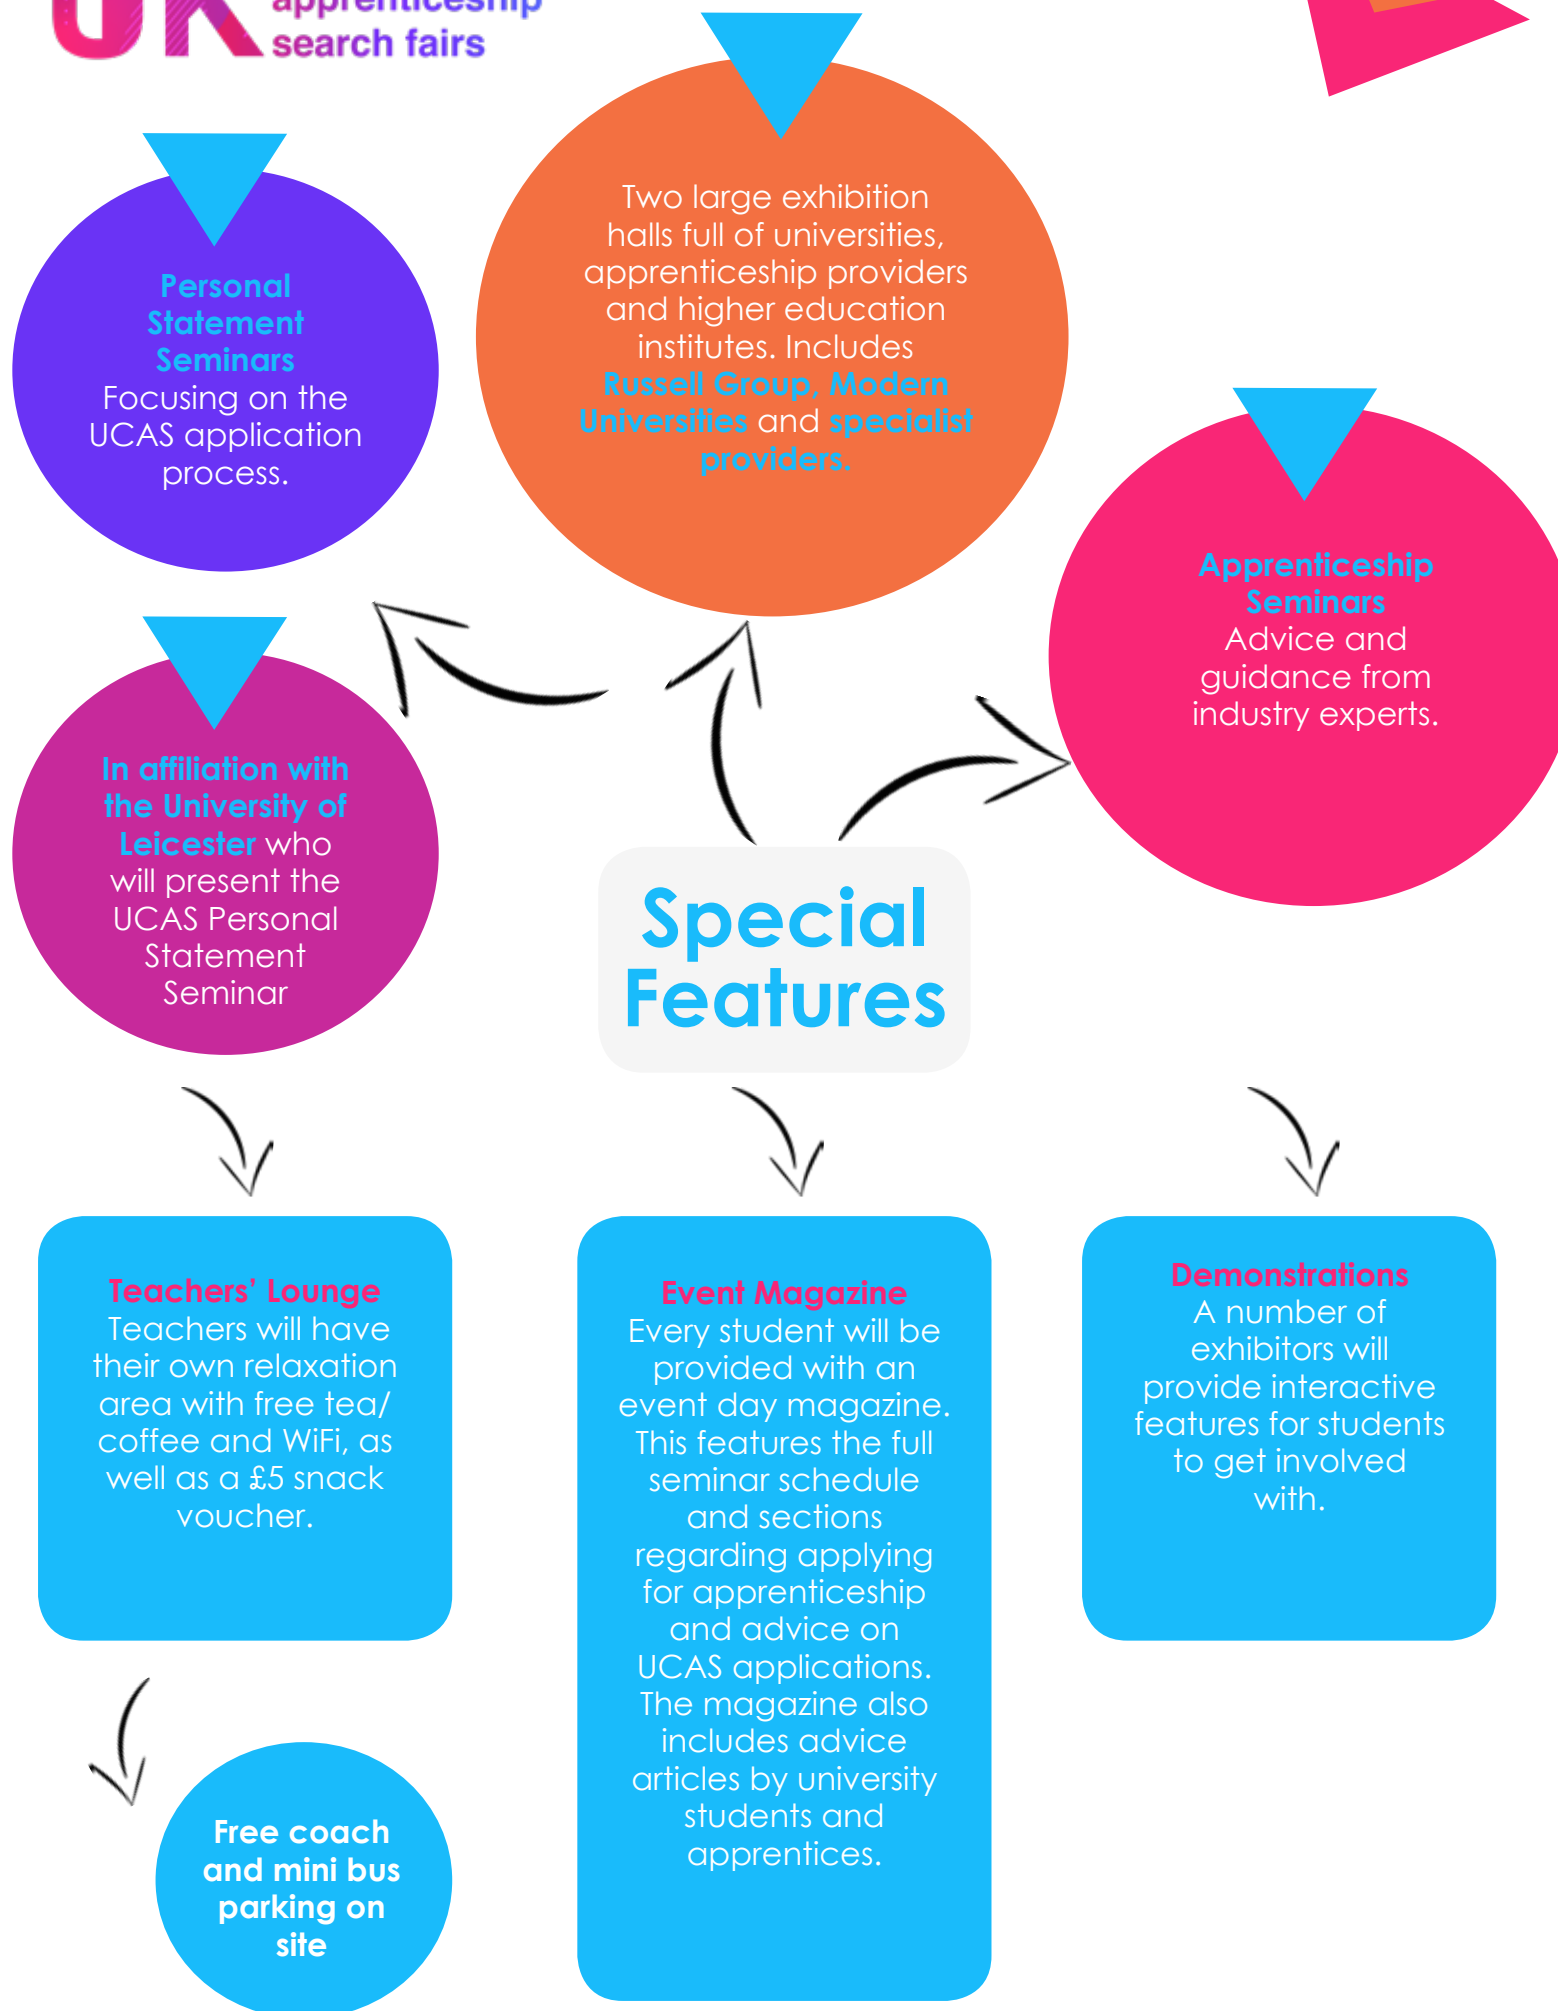 UK
apprenticeship
search fairs
Two large exhibition
halls full of universities,
apprenticeship providers
and higher education
institutes. Includes
Russell Group, Modern
Universities and specialist
providers.
Personal
Statement
Seminars
Focusing on the
UCAS application
process.
Apprenticeship
Seminars
Advice and
guidance from
industry experts.
In affiliation with
the University of
Leicester who
will present the
UCAS Personal
Statement
Seminar
Special
Features
Teachers’ Lounge
Teachers will have
their own relaxation
area with free tea/
coffee and WiFi, as
well as a £5 snack
voucher.
Event Magazine
Every student will be
provided with an
event day magazine.
This features the full
seminar schedule
and sections
regarding applying
for apprenticeship
and advice on
UCAS applications.
The magazine also
includes advice
articles by university
students and
apprentices.
Demonstrations
A number of
exhibitors will
provide interactive
features for students
to get involved
with.
Free coach
and mini bus
parking on
site